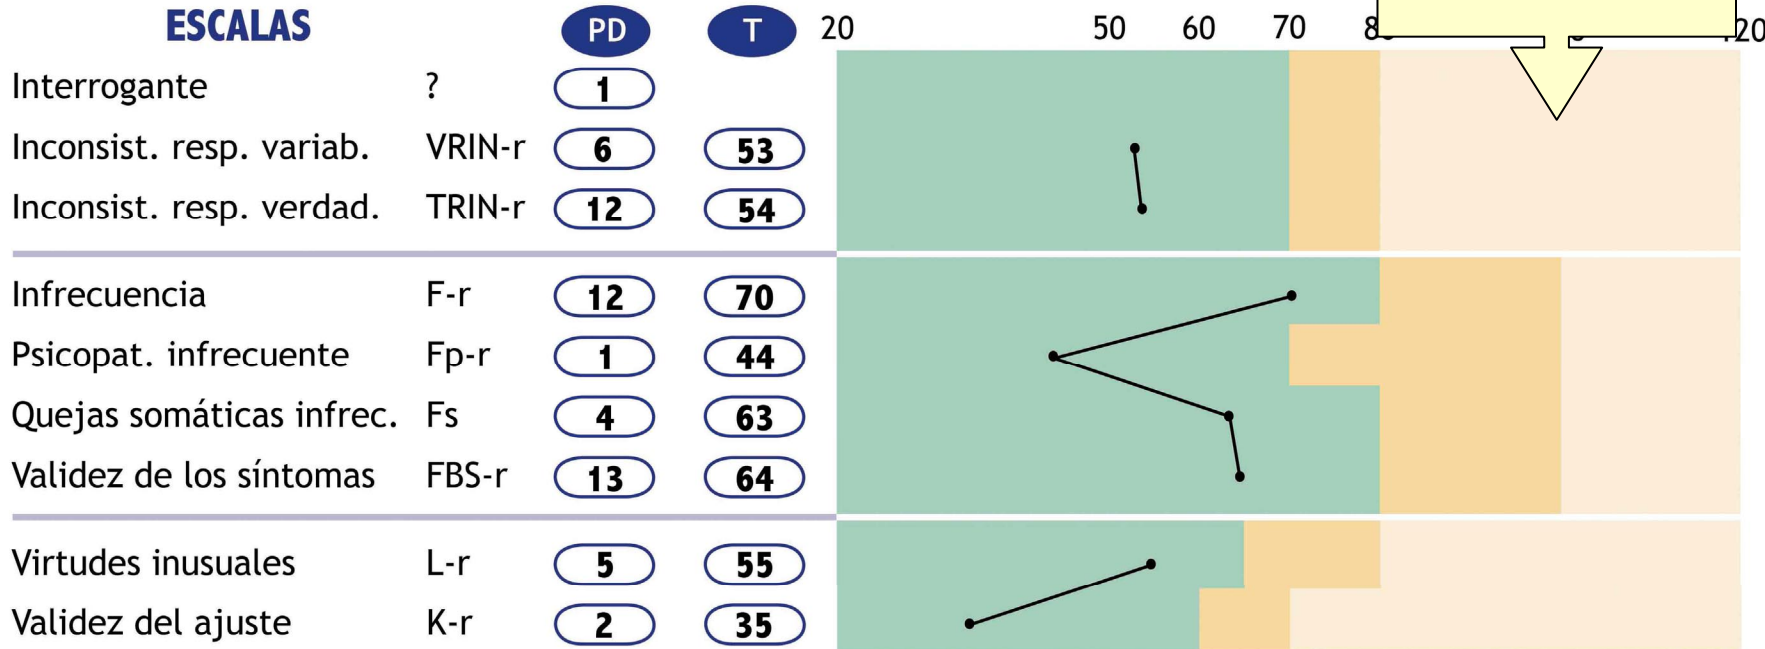 ESCALAS PD T 20 50 60 70
Interrogante ? 1
Inconsist. resp. variab. VRIN-r 6 53
Inconsist. resp. verdad. TRIN-r 12 54
Infrecuencia F-r 12 70
Psicopat. infrecuente Fp-r 1 44
Quejas somáticas infrec. Fs 4 63
Validez de los síntomas FBS-r 13 64
Virtudes inusuales L-r 5 55
Validez del ajuste K-r 2 35